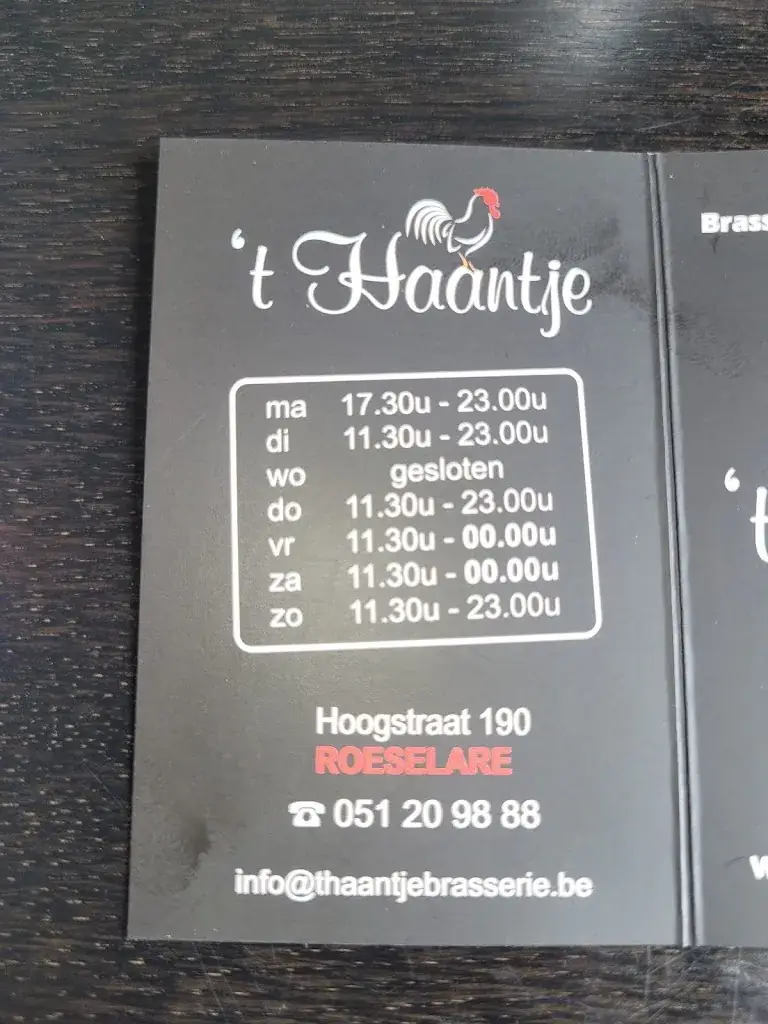 't Haantje
ma 17.30u - 23.00u
di 11.30u - 23.00u
wo gesloten
do 11.30u - 23.00u
vr 11.30u - 00.00u
za 11.30u - 00.00u
zo 11.30u - 23.00u
Hoogstraat 190
ROESELARE
☎ 051 20 98 88
info@thaantjebrasserie.be
Brass
't